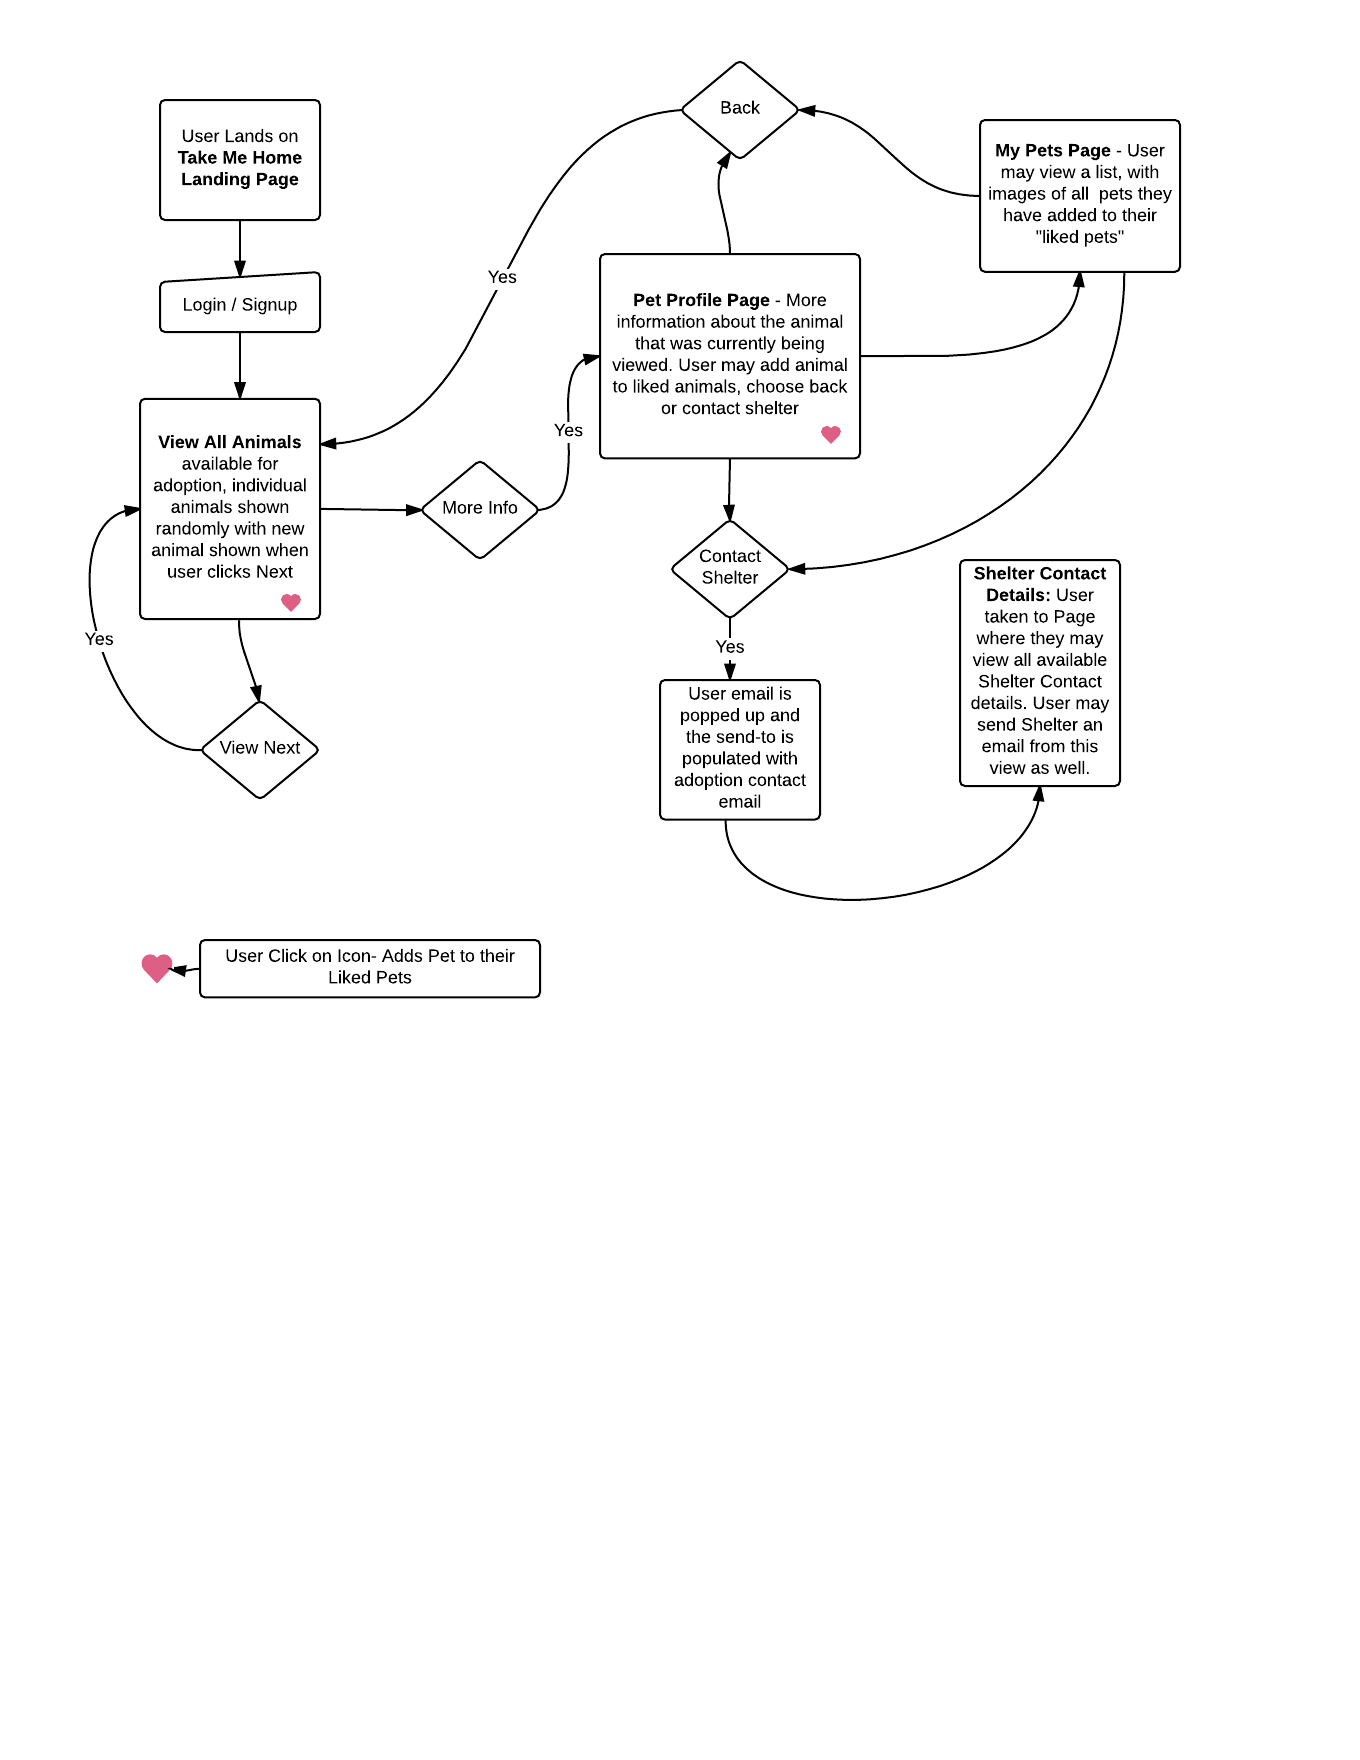 User Lands on
Take Me Home
Landing Page
Login / Signup
View All Animals
available for
adoption, individual
animals shown
randomly with new
animal shown when
user clicks Next
Yes
View Next
More Info
Yes
Yes
Back
Pet Profile Page - More
information about the animal
that was currently being
viewed. User may add animal
to liked animals, choose back
or contact shelter
My Pets Page - User
may view a list, with
images of all  pets they
have added to their
"liked pets"
Contact
Shelter
Yes
User email is
popped up and
the send-to is
populated with
adoption contact
email
Shelter Contact
Details: User
taken to Page
where they may
view all available
Shelter Contact
details. User may
send Shelter an
email from this
view as well.
User Click on Icon- Adds Pet to their
Liked Pets